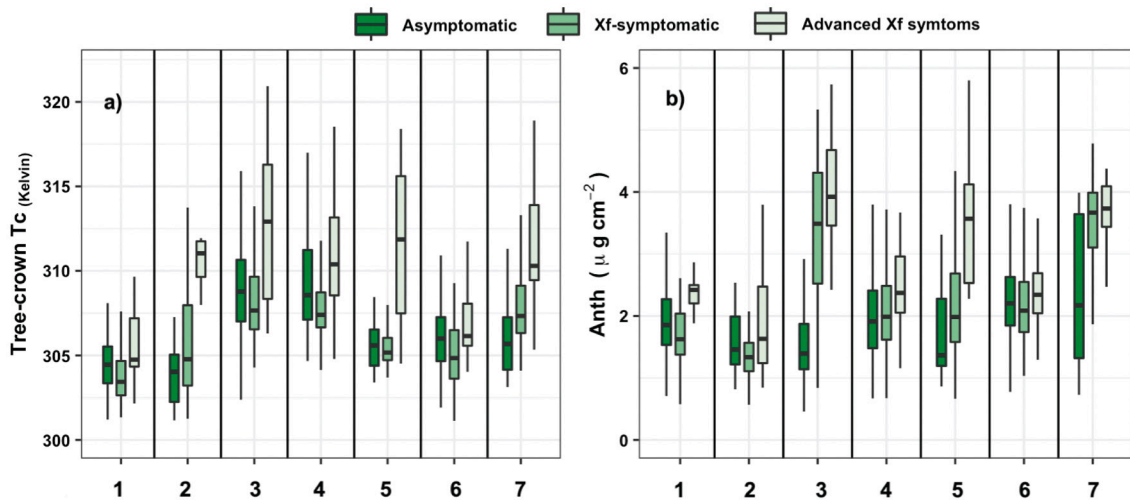 Asymptomatic Xf-symptomatic Advanced Xf symtoms
a)
Tree-crown Tc (Kelvin)
320
315
310
305
300
1 2 3 4 5 6 7
b)
Anth ( μ g cm⁻²)
6
4
2
0
1 2 3 4 5 6 7